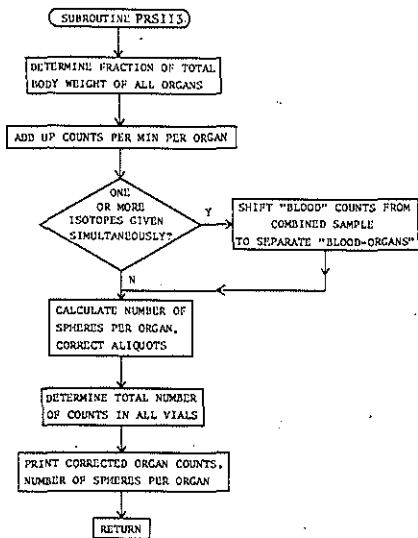 SUBROUTINE PRS113
DETERMINE FRACTION OF TOTAL
BODY WEIGHT OF ALL ORGANS
ADD UP COUNTS PER MIN PER ORGAN
ONE
OR MORE
ISOTOPES GIVEN
SIMULTANEOUSLY?
Y
SHIFT "BLOOD" COUNTS FROM
COMBINED SAMPLE
TO SEPARATE "BLOOD-ORGANS"
N
CALCULATE NUMBER OF
SPHERES PER ORGAN.
CORRECT ALIQUOTS
DETERMINE TOTAL NUMBER
OF COUNTS IN ALL VIALS
PRINT CORRECTED ORGAN COUNTS.
NUMBER OF SPHERES PER ORGAN
RETURN